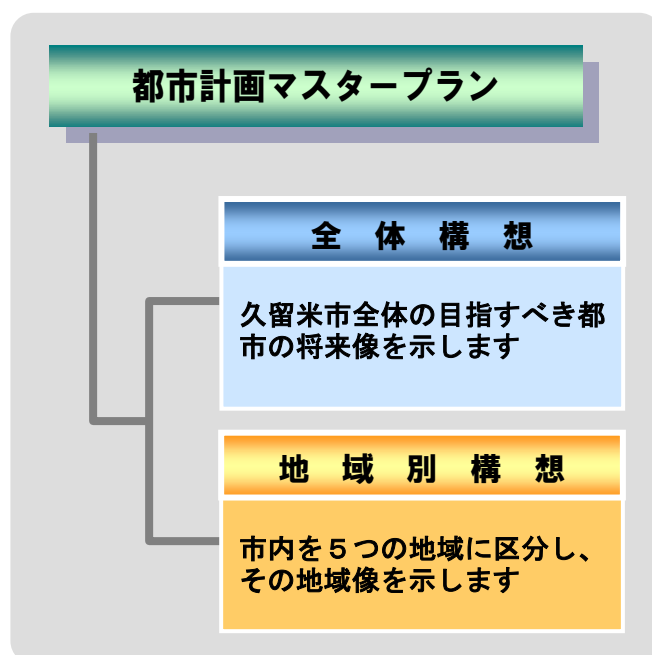 都市計画マスタープラン
全体構想
久留米市全体の目指すべき都
市の将来像を示します
地域別構想
市内を５つの地域に区分し、
その地域像を示します